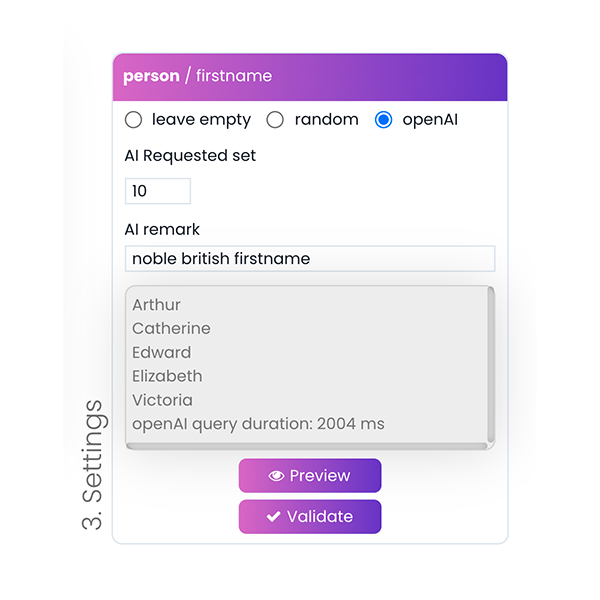 person / firstname
leave empty random openAI
AI Requested set
10
AI remark
noble british firstname
Arthur
Catherine
Edward
Elizabeth
Victoria
openAI query duration: 2004 ms
3. Settings
Preview
Validate